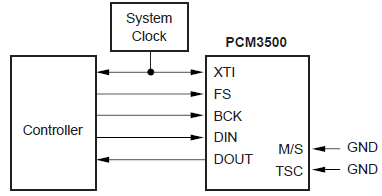 System
Clock
PCM3500
XTI
FS
BCK
Controller
DIN
DOUT
M/S
GND
TSC
GND